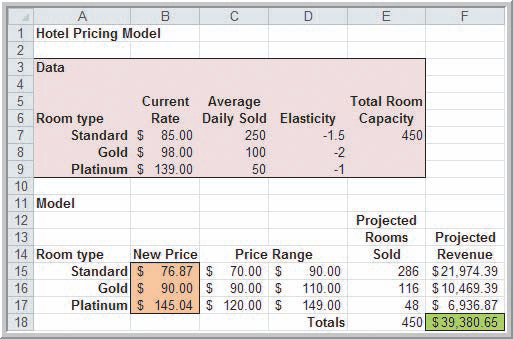 A B C D E F
1 Hotel Pricing Model
2
3 Data
4
5 Current Average Total Room
6 Room type Rate Daily Sold Elasticity Capacity
7 Standard $ 85.00 250 -1.5 450
8 Gold $ 98.00 100 -2
9 Platinum $ 139.00 50 -1
10
11 Model
12 Projected
13 Rooms Projected
14 Room type New Price Price Range Sold Revenue
15 Standard $ 76.87 $ 70.00 $ 90.00 286 $21,974.39
16 Gold $ 90.00 $ 90.00 $ 110.00 116 $10,469.39
17 Platinum $ 145.04 $ 120.00 $ 149.00 48 $ 6,936.87
18 Totals 450 $39,380.65